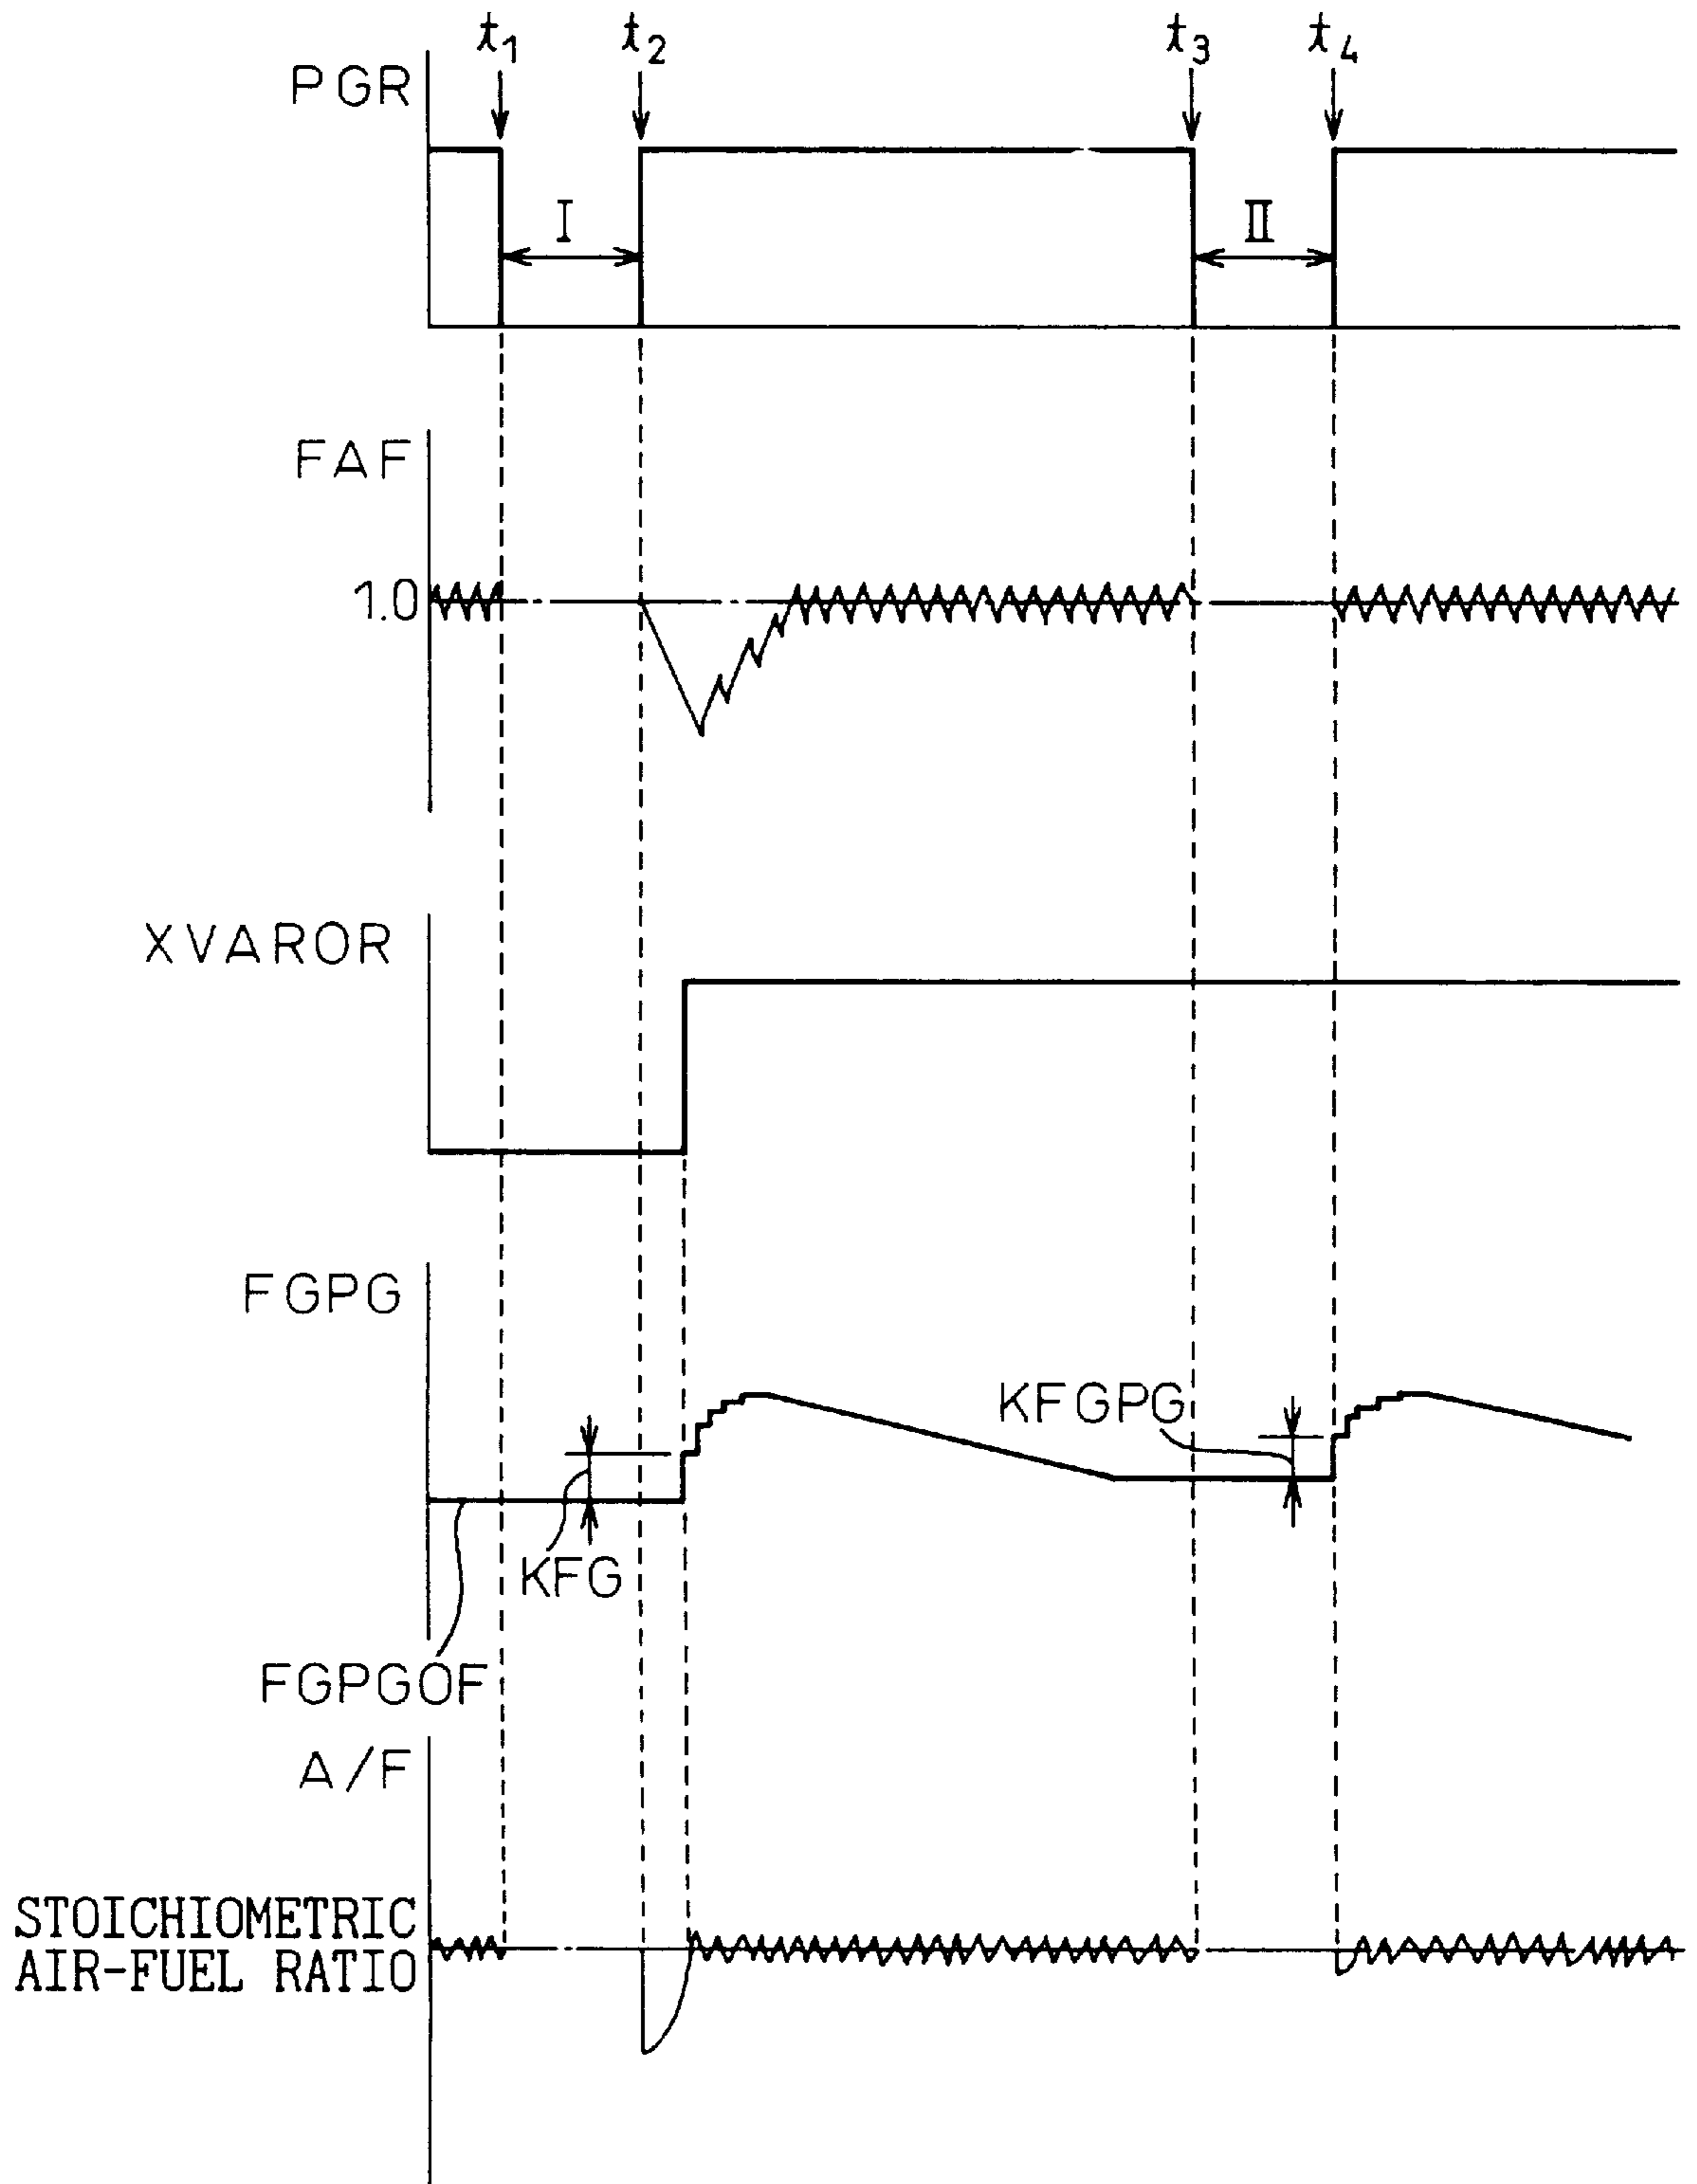 t1 t2 t3 t4
PGR
I II
FAF
1.0
XVAROR
FGPG
KFGPG
KFG
FGPGOF
A/F
STOICHIOMETRIC
AIR-FUEL RATIO